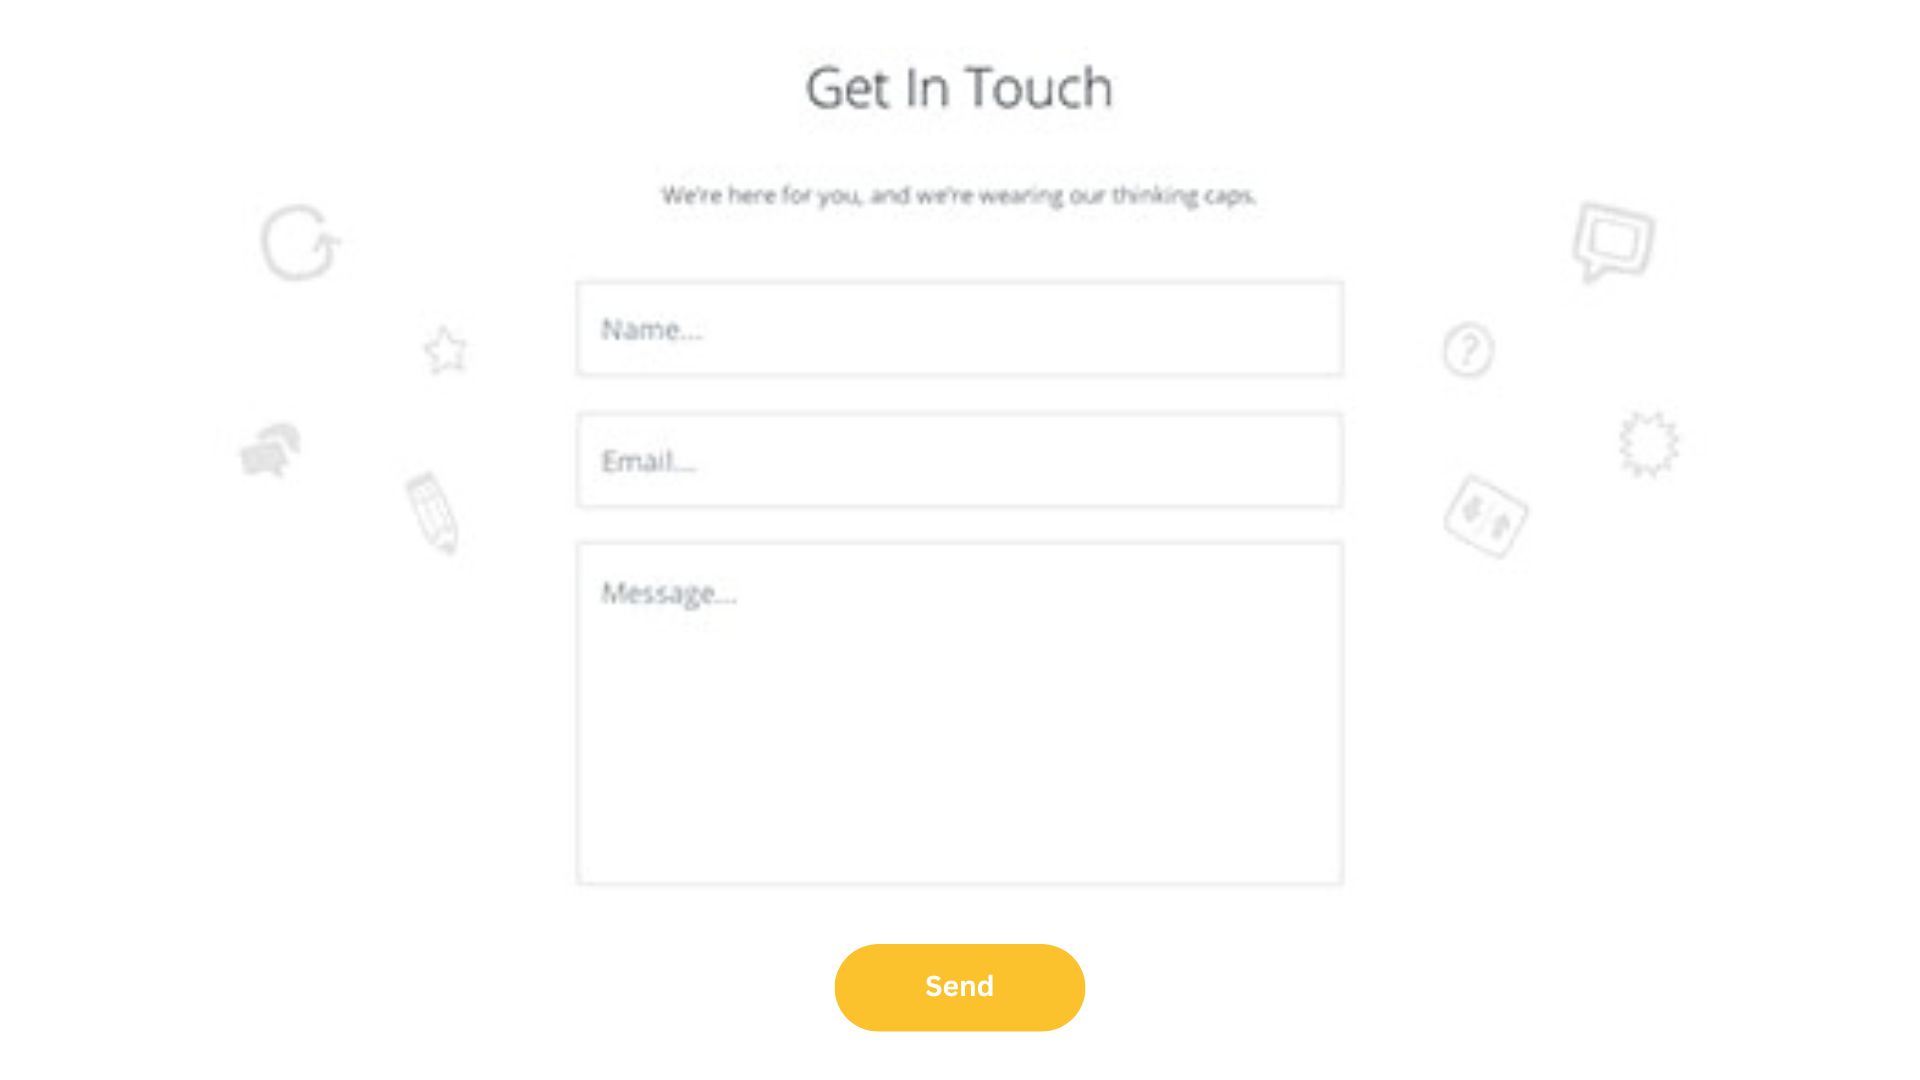 Get In Touch
We're here for you, and we're wearing our thinking caps.
Name...
?
Email...
Message...
Send